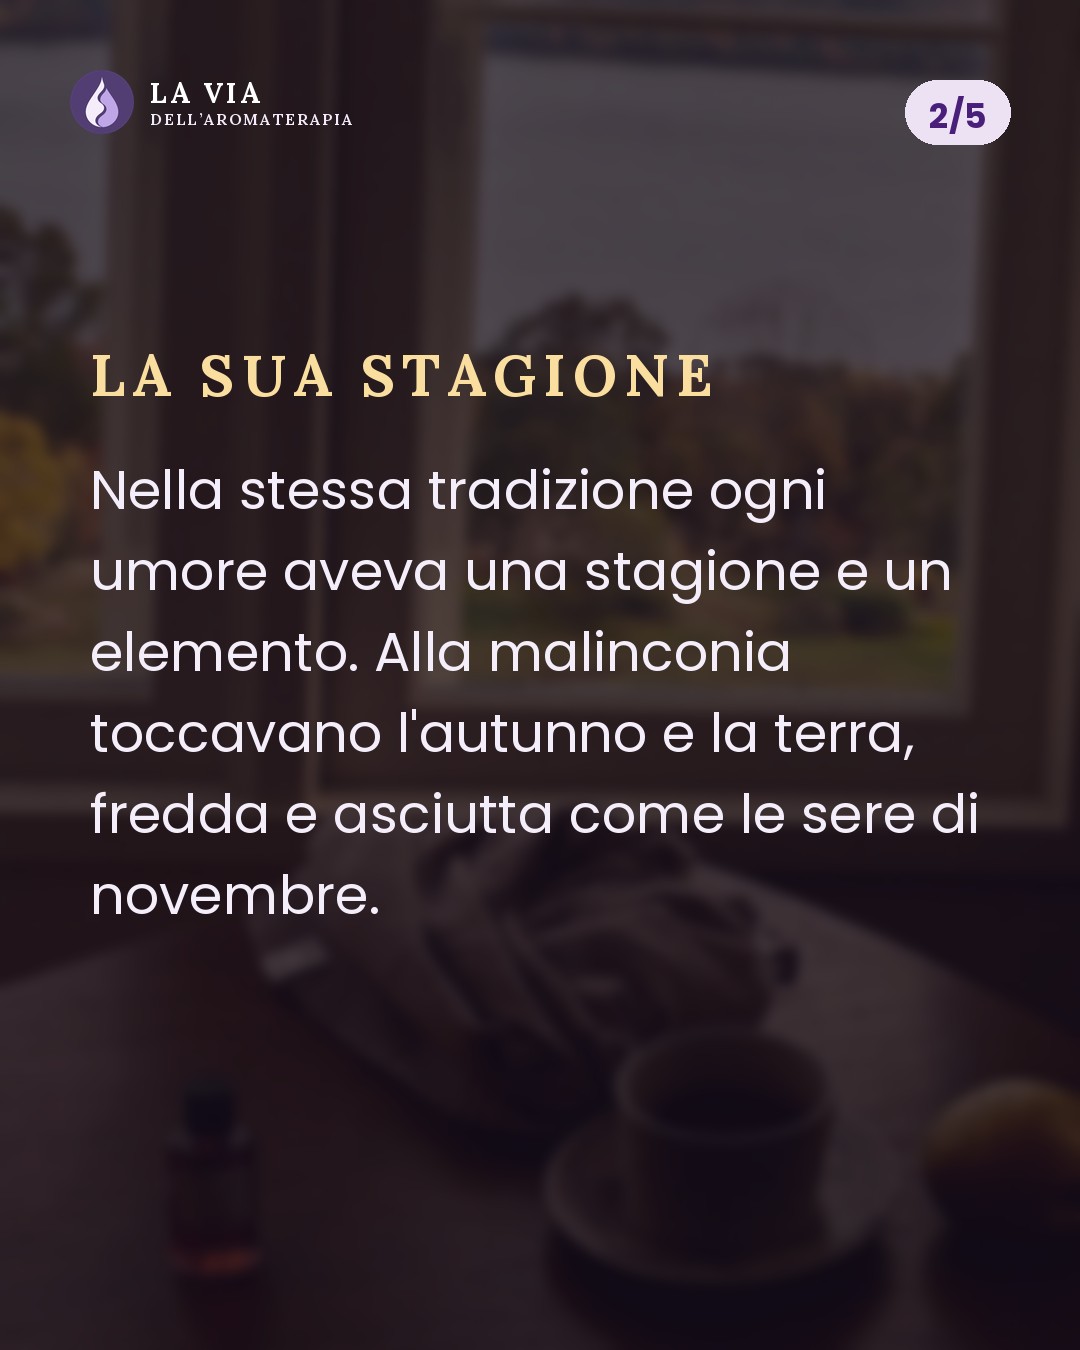 LA VIA
DELL'AROMATERAPIA
2/5
LA SUA STAGIONE
Nella stessa tradizione ogni
umore aveva una stagione e un
elemento. Alla malinconia
toccavano l'autunno e la terra,
fredda e asciutta come le sere di
novembre.